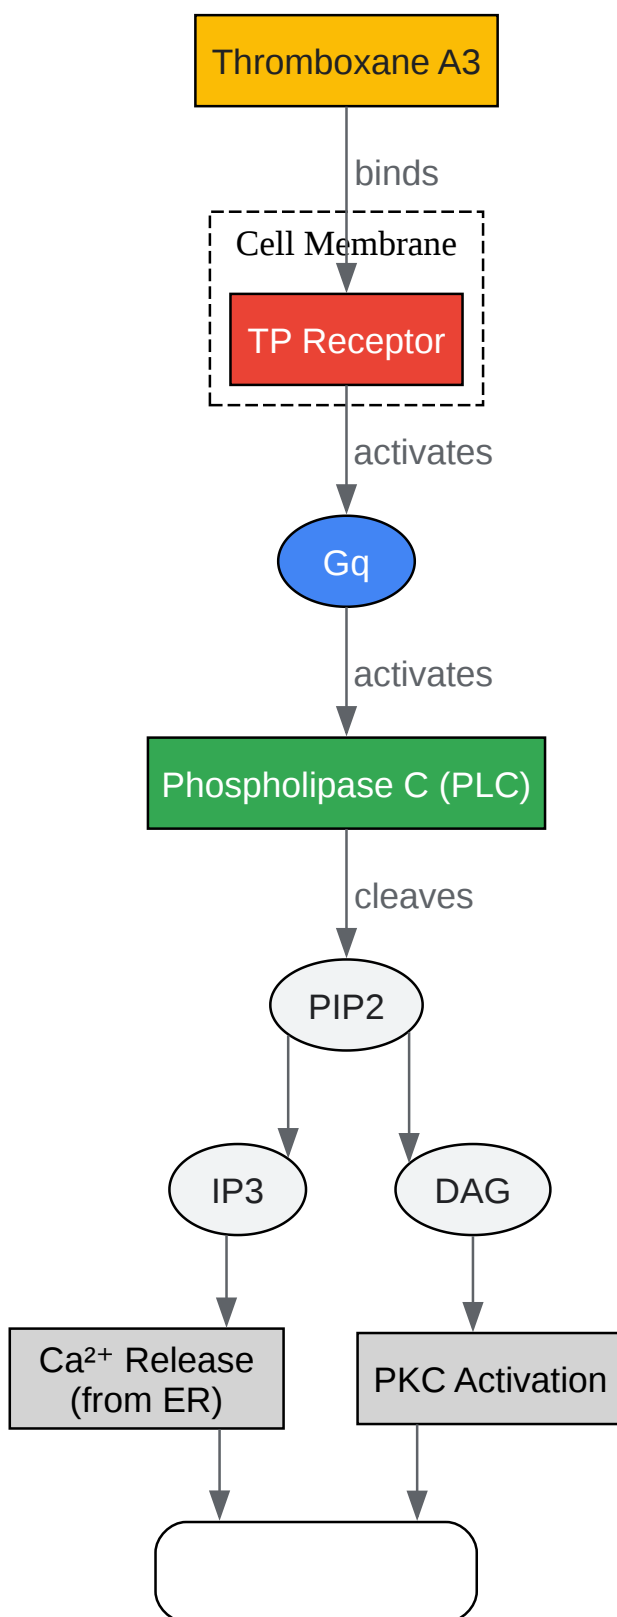 Thromboxane A3
binds
Cell Membrane
TP Receptor
activates
Gq
activates
Phospholipase C (PLC)
cleaves
PIP2
IP3
DAG
Ca²⁺ Release
(from ER)
PKC Activation